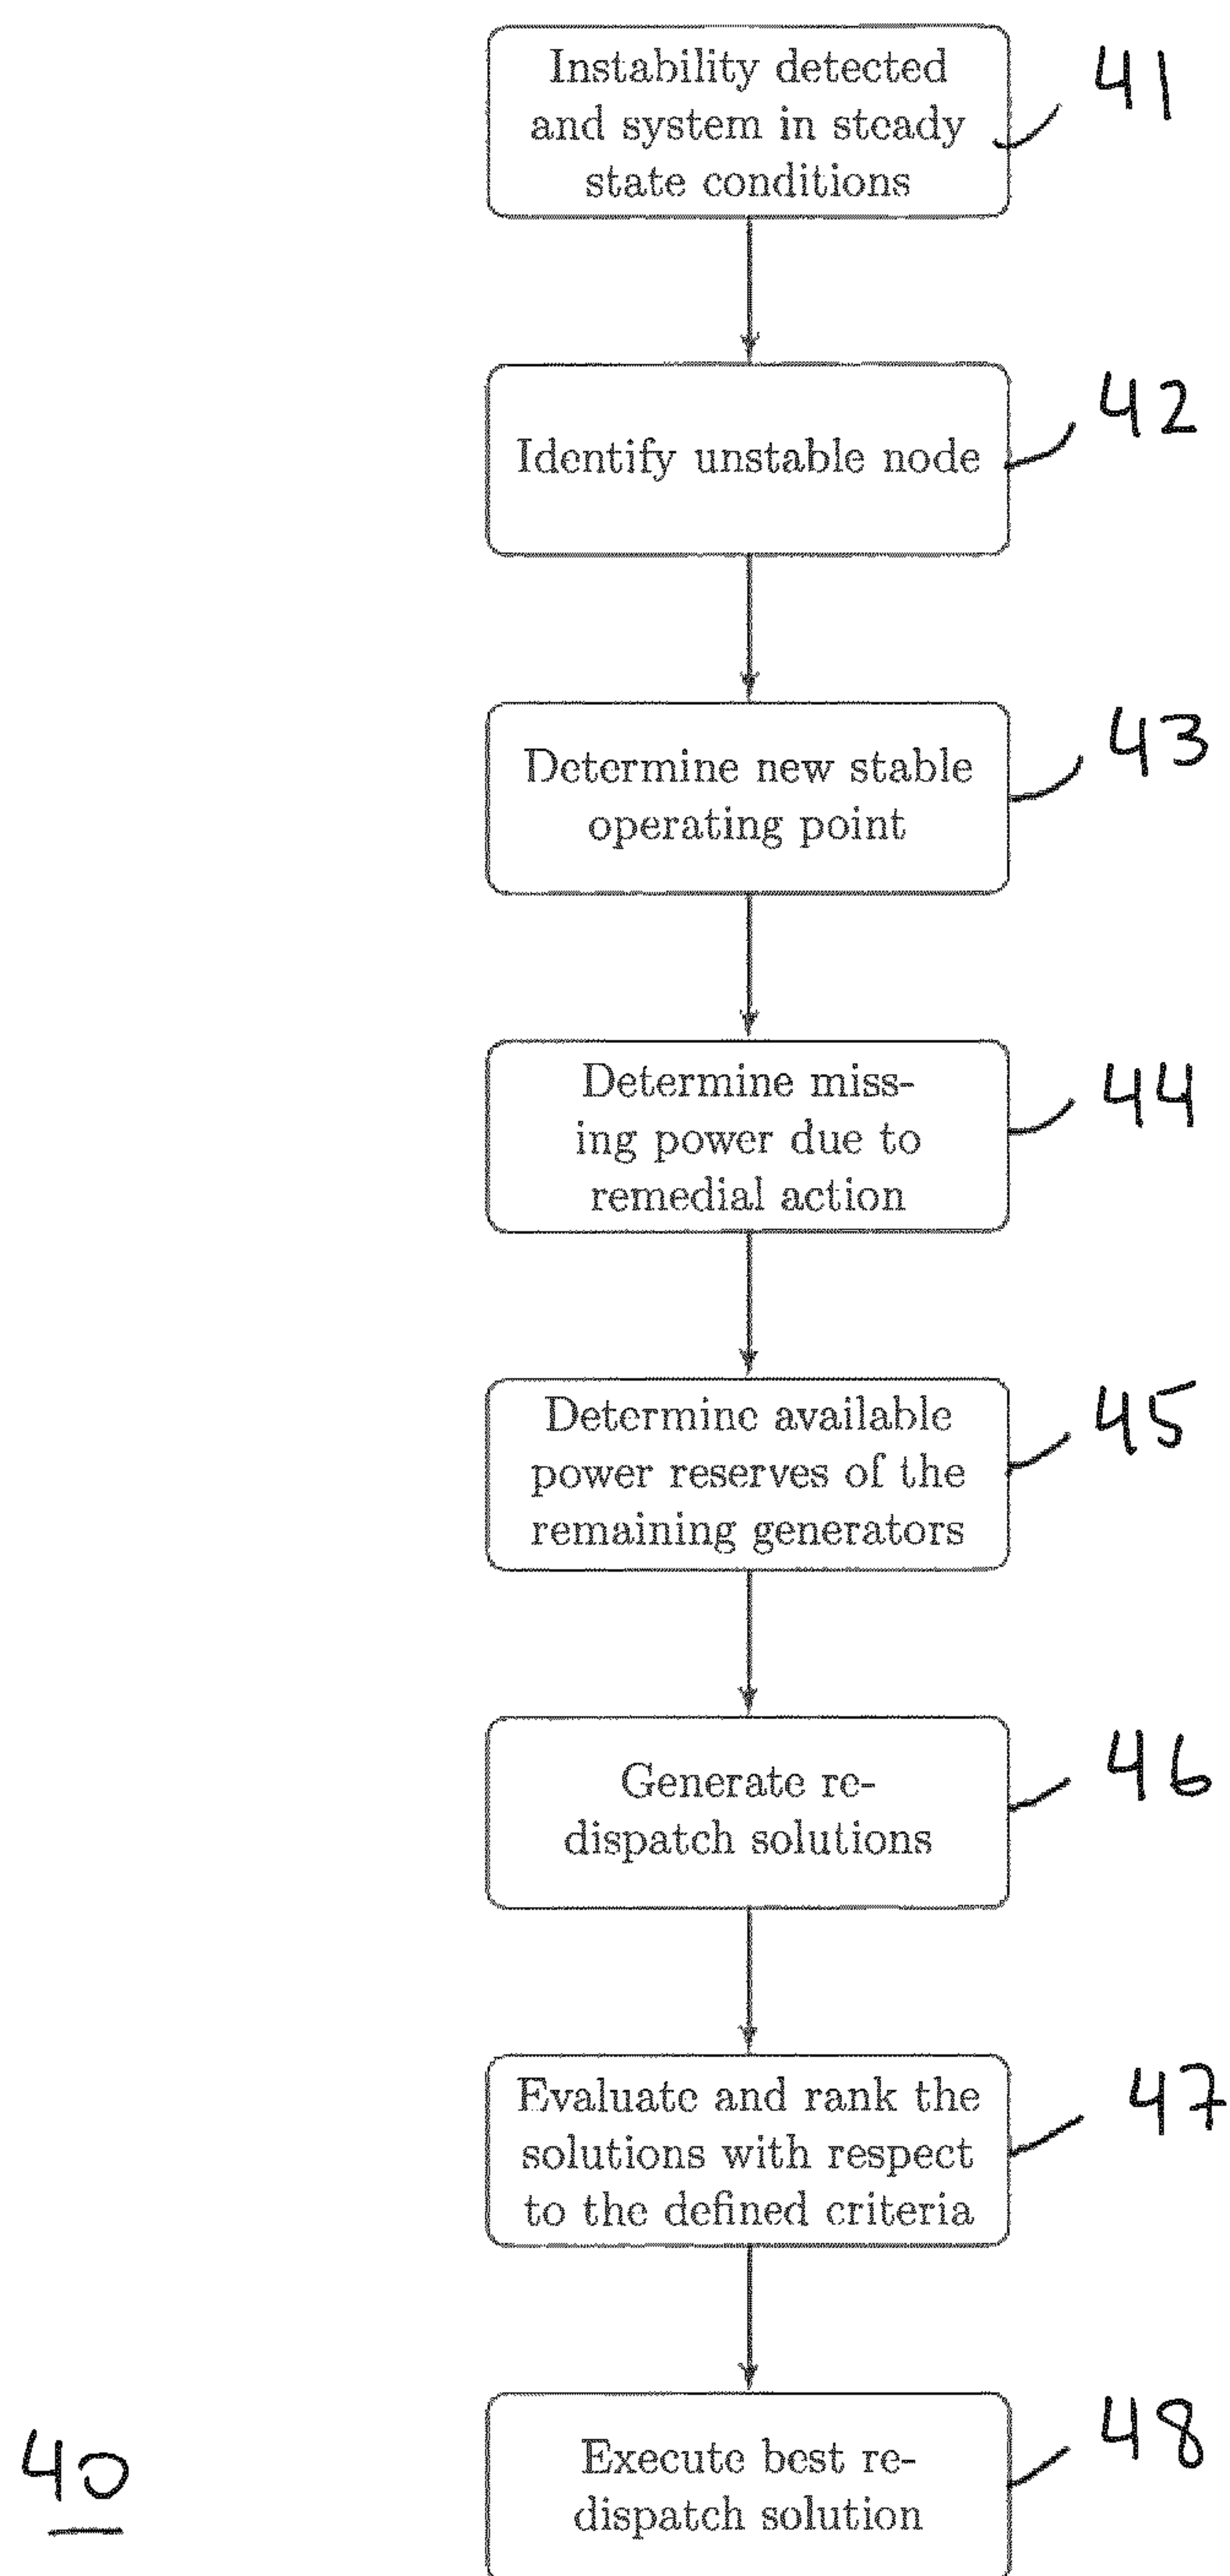 Instability detected
and system in steady
state conditions
41
Identify unstable node
42
Determine new stable
operating point
43
Determine miss-
ing power due to
remedial action
44
Determine available
power reserves of the
remaining generators
45
Generate re-
dispatch solutions
46
Evaluate and rank the
solutions with respect
to the defined criteria
47
Execute best re-
dispatch solution
48
40